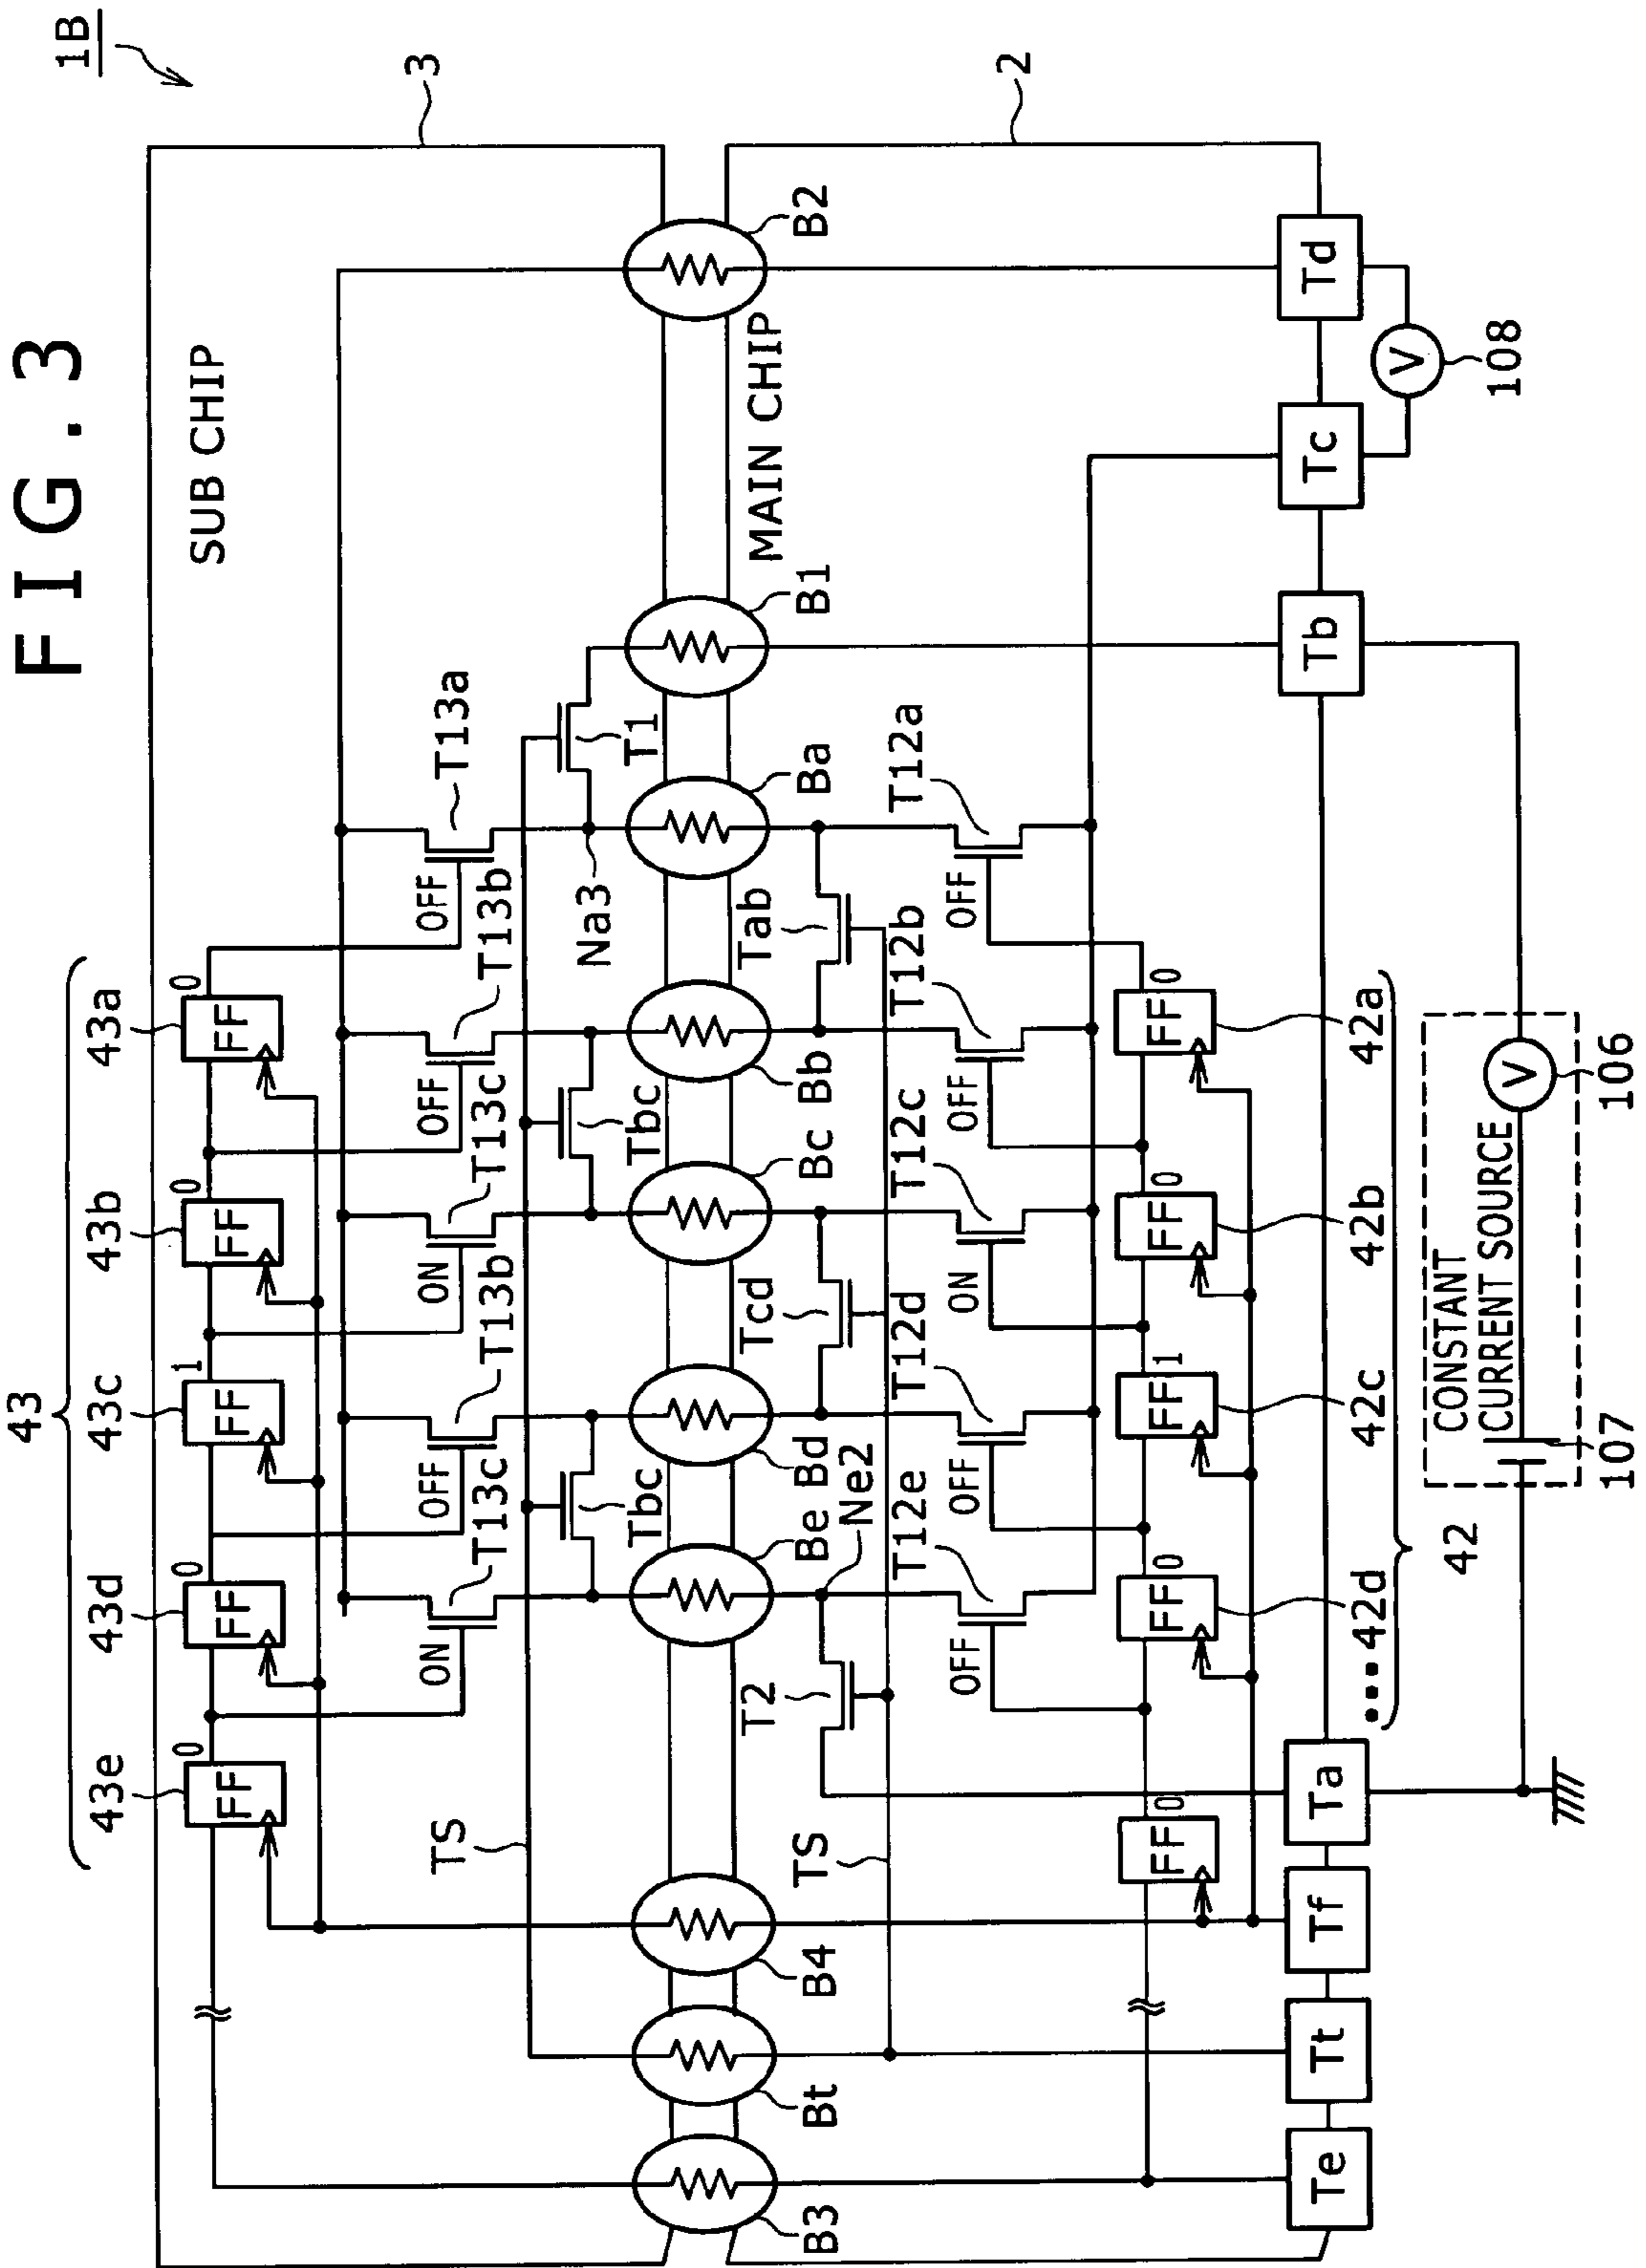 FIG. 3
1B
SUB CHIP
3
43
43e
43d
43c
43b
43a
FF 0
FF 0
FF 1
FF 0
FF 0
ON
OFF
ON
OFF
OFF
T13c
T13b
T13c
T13b
T13a
TS
Tbc
Tbc
Na3
T1
MAIN CHIP
2
B3
Bt
B4
Be
Bd
Bc
Bb
Ba
B1
B2
TS
T2
Ne2
Tcd
Tab
T12e
T12d
T12c
T12b
T12a
OFF
OFF
ON
OFF
OFF
FF 0
FF 0
FF 1
FF 0
FF 0
42
42d
42c
42b
42a
Te
Tt
Tf
Ta
Tb
Tc
Td
CONSTANT
CURRENT SOURCE
V
107
106
V
108